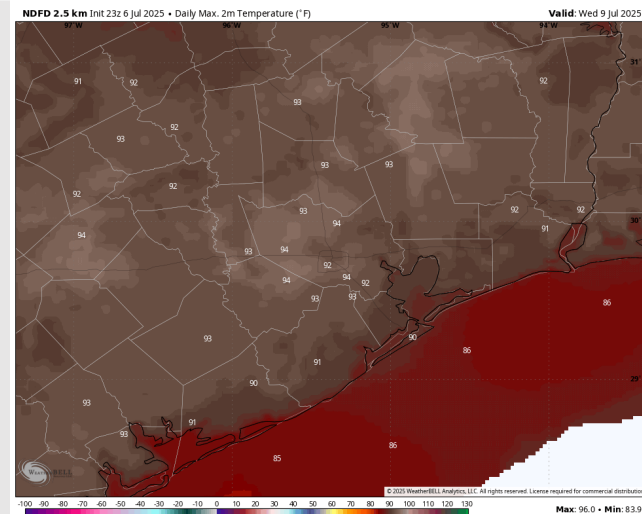 NDFD 2.5 km Init 23z 6 Jul 2025 • Daily Max. 2m Temperature (°F)
Valid: Wed 9 Jul 2025
97°W 96°W 95°W 94°W
31°
91 92 92
93
92
93
93 93
92 92
93 92 92
94 91
94 93 94
92
94 94 92
93 93
86
90
93 86
91
29°
90
93
91
93
86
85
WeatherBELL
© 2025 WeatherBELL Analytics, LLC. All rights reserved. License required for commercial distribution
-100 -90 -80 -70 -60 -50 -40 -30 -20 -10 0 10 20 30 40 50 60 70 80 90 100 110 120 130
Max: 96.0 • Min: 83.